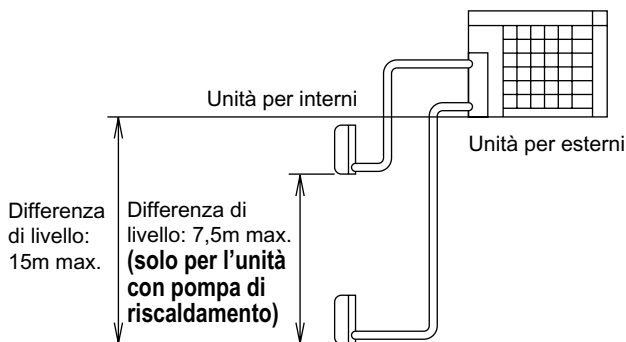 Unità per interni
Unità per esterni
Differenza
di livello:
15m max.
Differenza di
livello: 7,5m max.
(solo per l’unità
con pompa di
riscaldamento)